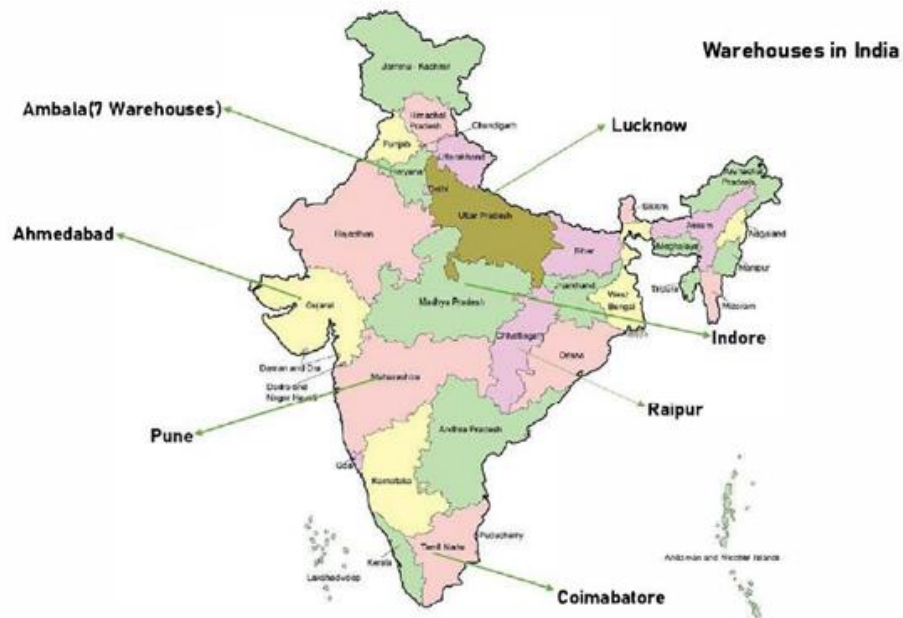 Warehouses in India
Jammu - Kashmir
Ambala(7 Warehouses)
Himachal
Pradesh
Chandigarh
Lucknow
Punjab
Uttarakhand
Haryana
Delhi
Arunachal
Pradesh
Uttar Pradesh
Sikkim
Assam
Nagaland
Ahmedabad
Rajasthan
Bihar
Meghalaya
Manipur
Tripura
Mizoram
Jharkhand
West
Bengal
Gujarat
Madhya Pradesh
Chhattisgarh
Indore
Orissa
Daman and Diu
Dadra and
Nagar Haveli
Maharashtra
Raipur
Pune
Andhra Pradesh
Goa
Karnataka
Puducherry
Tamil Nadu
Kerala
Lakshadweep
Andaman and Nicobar Islands
Coimabatore